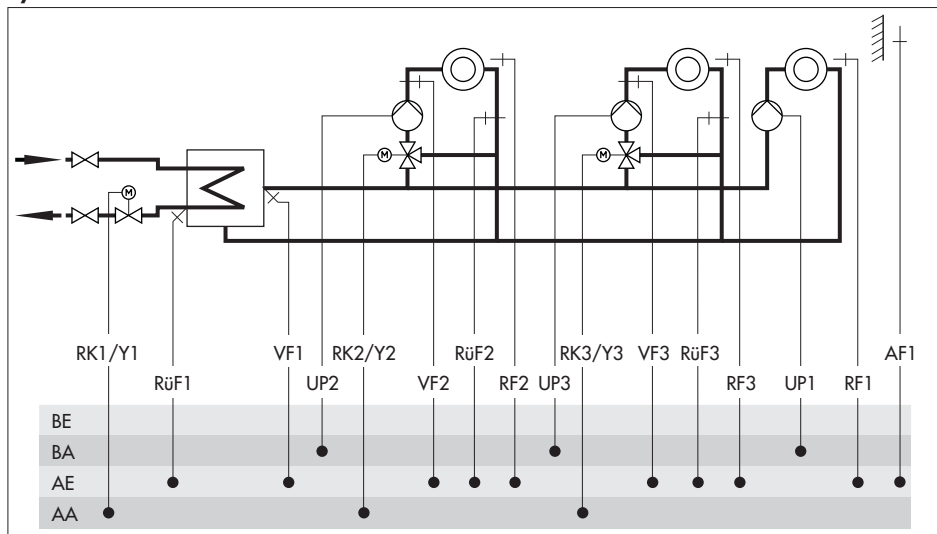 M M M
RK1/Y1 VF1 RK2/Y2 RüF2 RK3/Y3 VF3 RüF3 AF1
RüF1 UP2 VF2 RF2 UP3 RF3 UP1 RF1
BE
BA
AE
AA